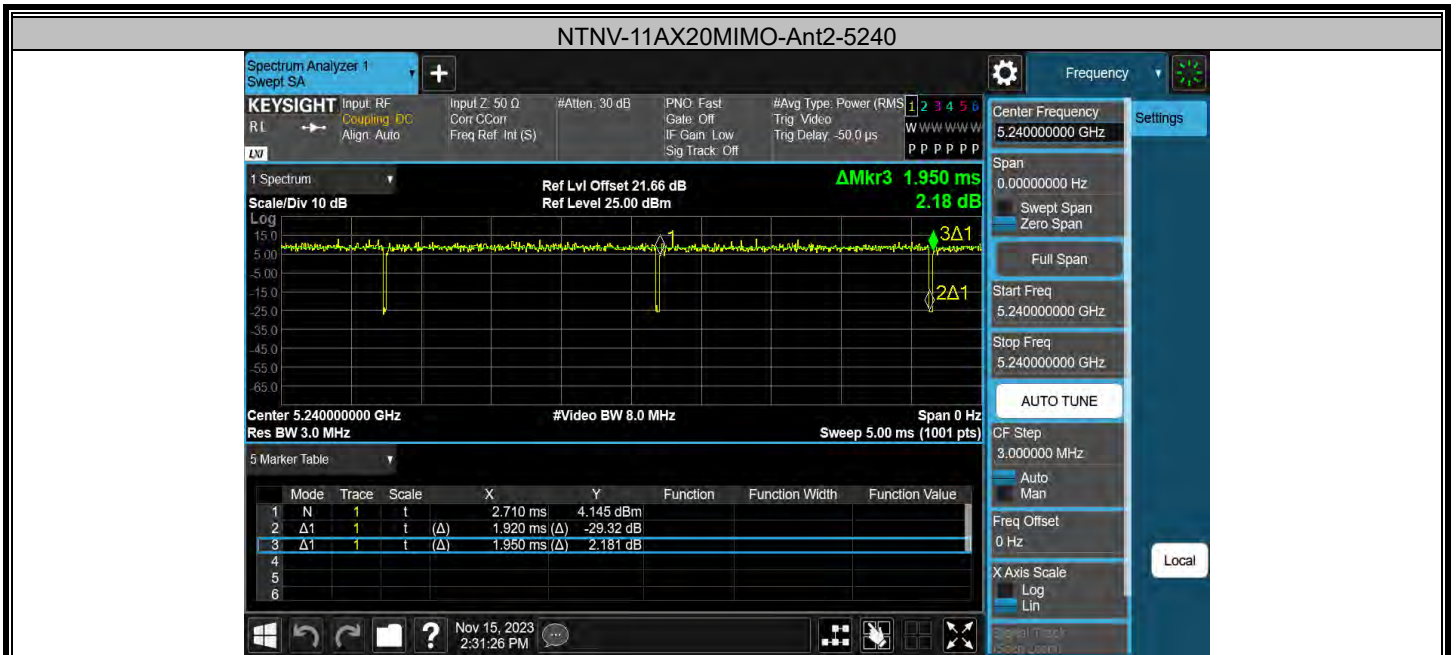 NTNV-11AX20MIMO-Ant2-5240
Spectrum Analyzer 1
Swept SA
+
Frequency
KEYSIGHT
RL
LXI
Input: RF
Coupling: DC
Align: Auto
Input Z: 50 Ω
Corr CCorr
Freq Ref: Int (S)
#Atten: 30 dB
PNO: Fast
Gate: Off
IF Gain: Low
Sig Track: Off
#Avg Type: Power (RMS
Trig: Video
Trig Delay: -50.0 µs
1 2 3 4 5 6
W W W W W W
P P P P P P
1 Spectrum
Scale/Div 10 dB
Ref Lvl Offset 21.66 dB
Ref Level 25.00 dBm
ΔMkr3 1.950 ms
2.18 dB
Log
15.0
5.00
-5.00
-15.0
-25.0
-35.0
-45.0
-55.0
-65.0
1
3Δ1
2Δ1
Center 5.240000000 GHz
#Video BW 8.0 MHz
Span 0 Hz
Res BW 3.0 MHz
Sweep 5.00 ms (1001 pts)
5 Marker Table
Mode Trace Scale X Y Function Function Width Function Value
1 N 1 t 2.710 ms 4.145 dBm
2 Δ1 1 t (Δ) 1.920 ms (Δ) -29.32 dB
3 Δ1 1 t (Δ) 1.950 ms (Δ) 2.181 dB
4
5
6
?
Nov 15, 2023
2:31:26 PM
Center Frequency
5.240000000 GHz
Span
0.00000000 Hz
Swept Span
Zero Span
Full Span
Start Freq
5.240000000 GHz
Stop Freq
5.240000000 GHz
AUTO TUNE
CF Step
3.000000 MHz
Auto
Man
Freq Offset
0 Hz
X Axis Scale
Log
Lin
Signal Track
(Span Zoom)
Settings
Local